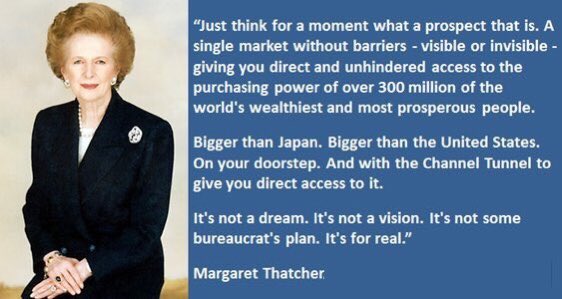 “Just think for a moment what a prospect that is. A
single market without barriers - visible or invisible -
giving you direct and unhindered access to the
purchasing power of over 300 million of the
world's wealthiest and most prosperous people.
Bigger than Japan. Bigger than the United States.
On your doorstep. And with the Channel Tunnel to
give you direct access to it.
It's not a dream. It's not a vision. It's not some
bureaucrat's plan. It's for real.”
Margaret Thatcher